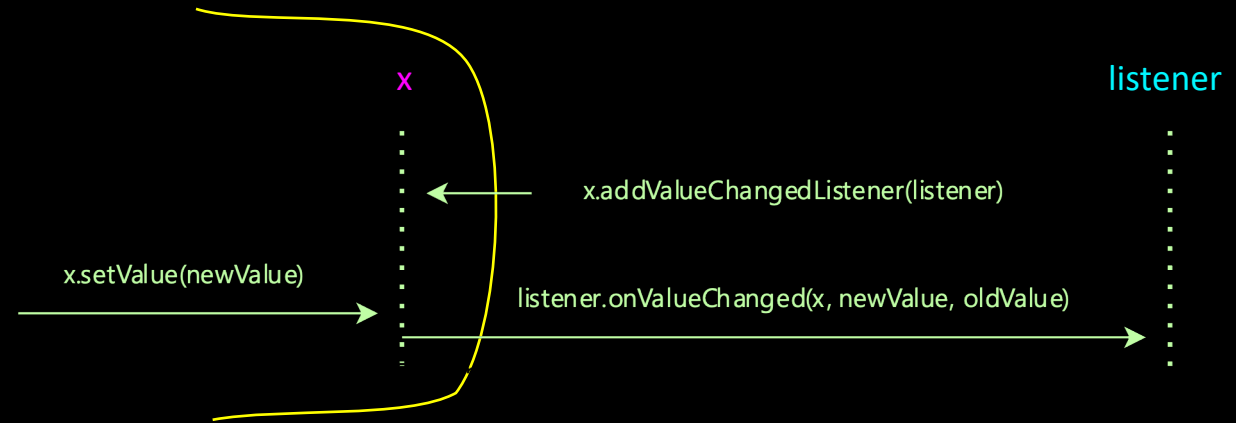 x
listener
x.addValueChangedListener(listener)
x.setValue(newValue)
listener.onValueChanged(x, newValue, oldValue)